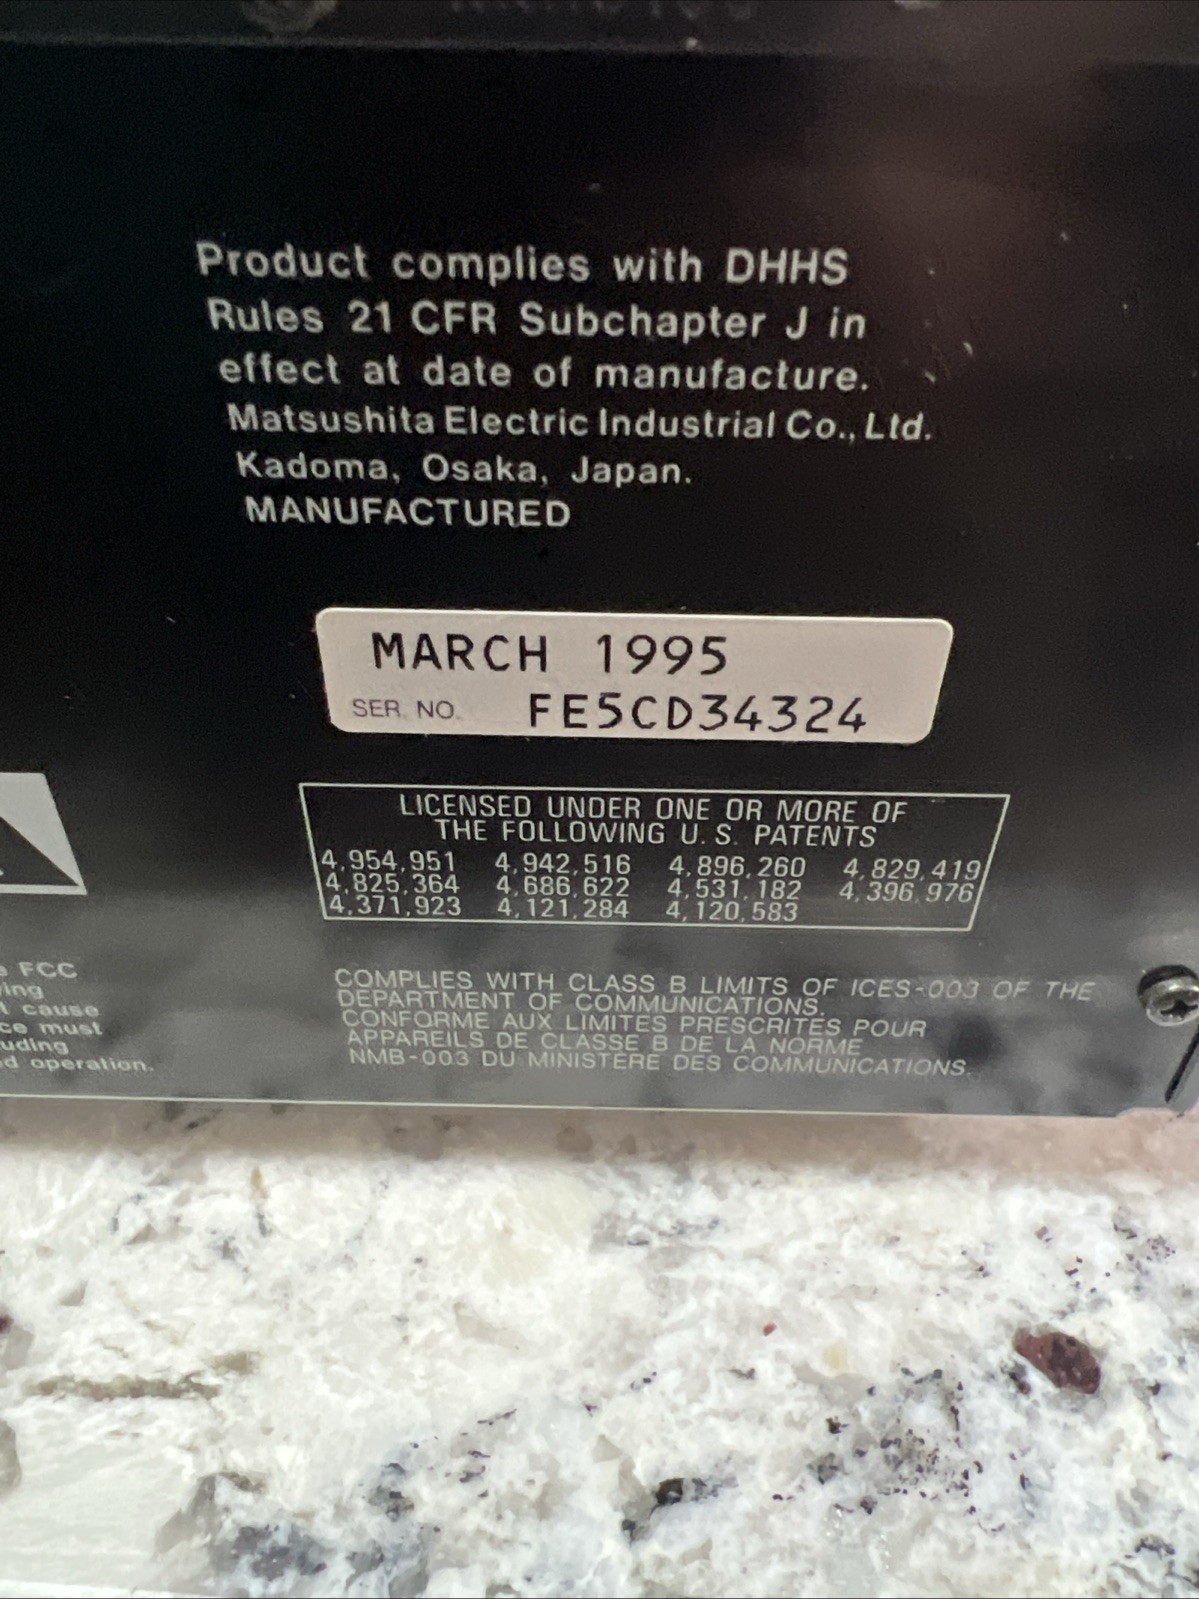 Product complies with DHHS
Rules 21 CFR Subchapter J in
effect at date of manufacture.
Matsushita Electric Industrial Co., Ltd.
Kadoma, Osaka, Japan.
MANUFACTURED
MARCH 1995
SER. NO. FE5CD34324
LICENSED UNDER ONE OR MORE OF
THE FOLLOWING U.S. PATENTS
4,954,951 4,942,516 4,896,260 4,829,419
4,825,364 4,686,622 4,531,182 4,396,976
4,371,923 4,121,284 4,120,583
FCC
cause
must
operation.
COMPLIES WITH CLASS B LIMITS OF ICES-003 OF THE
DEPARTMENT OF COMMUNICATIONS.
CONFORME AUX LIMITES PRESCRITES POUR
APPAREILS DE CLASSE B DE LA NORME
NMB-003 DU MINISTÈRE DES COMMUNICATIONS.